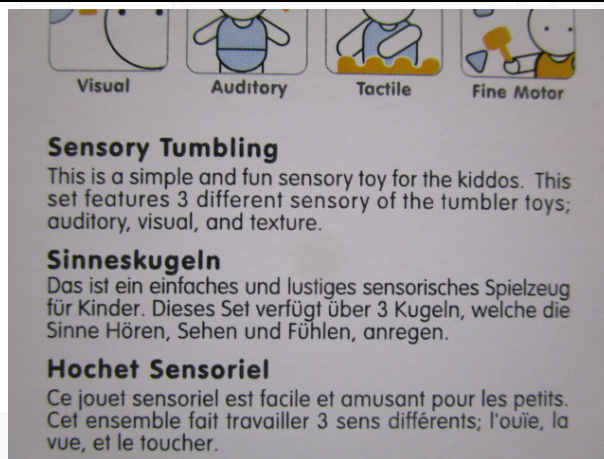 Visual Auditory Tactile Fine Motor
Sensory Tumbling
This is a simple and fun sensory toy for the kiddos. This
set features 3 different sensory of the tumbler toys;
auditory, visual, and texture.
Sinneskugeln
Das ist ein einfaches und lustiges sensorisches Spielzeug
für Kinder. Dieses Set verfügt über 3 Kugeln, welche die
Sinne Hören, Sehen und Fühlen, anregen.
Hochet Sensoriel
Ce jouet sensoriel est facile et amusant pour les petits.
Cet ensemble fait travailler 3 sens différents; l'ouïe, la
vue, et le toucher.